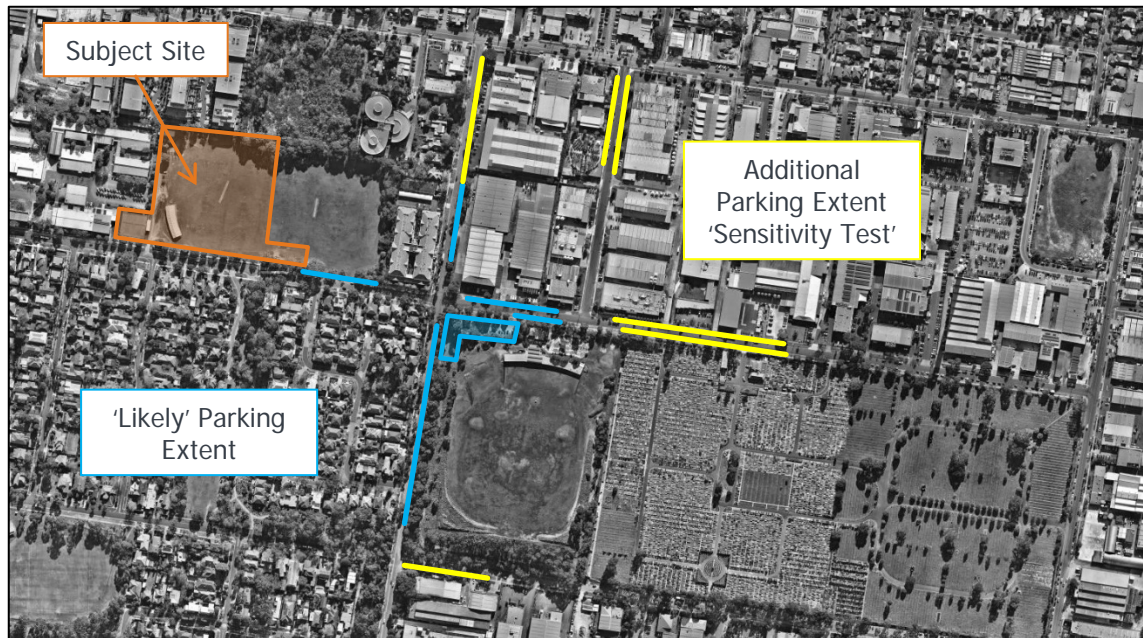 Subject Site
Additional
Parking Extent
‘Sensitivity Test’
‘Likely’ Parking
Extent